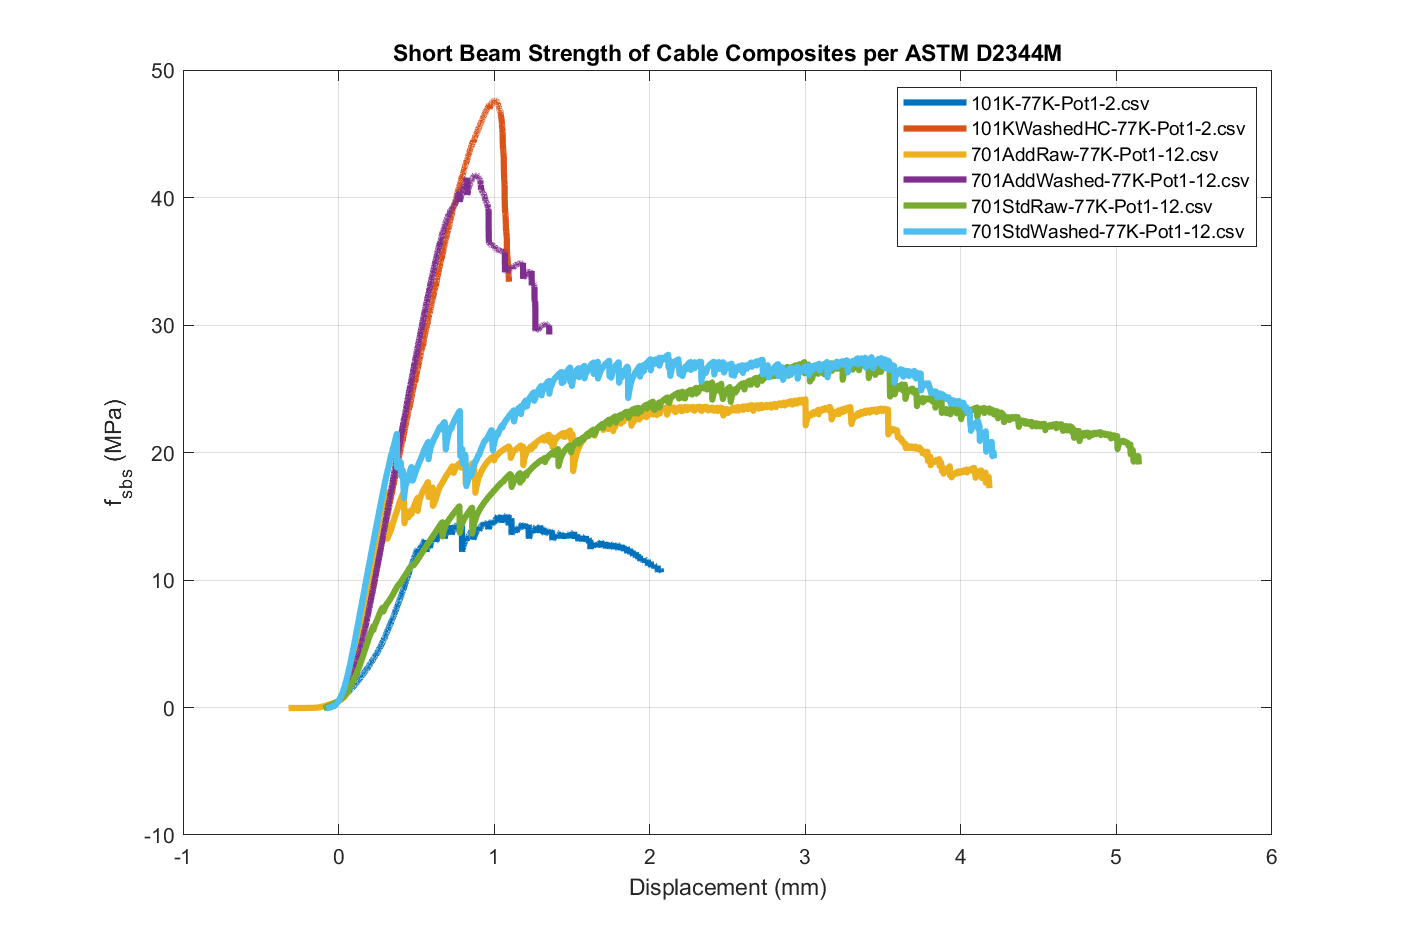 Short Beam Strength of Cable Composites per ASTM D2344M
50
40
30
20
10
0
-10
f_sbs (MPa)
101K-77K-Pot1-2.csv
101KWashedHC-77K-Pot1-2.csv
701AddRaw-77K-Pot1-12.csv
701AddWashed-77K-Pot1-12.csv
701StdRaw-77K-Pot1-12.csv
701StdWashed-77K-Pot1-12.csv
-1 0 1 2 3 4 5 6
Displacement (mm)